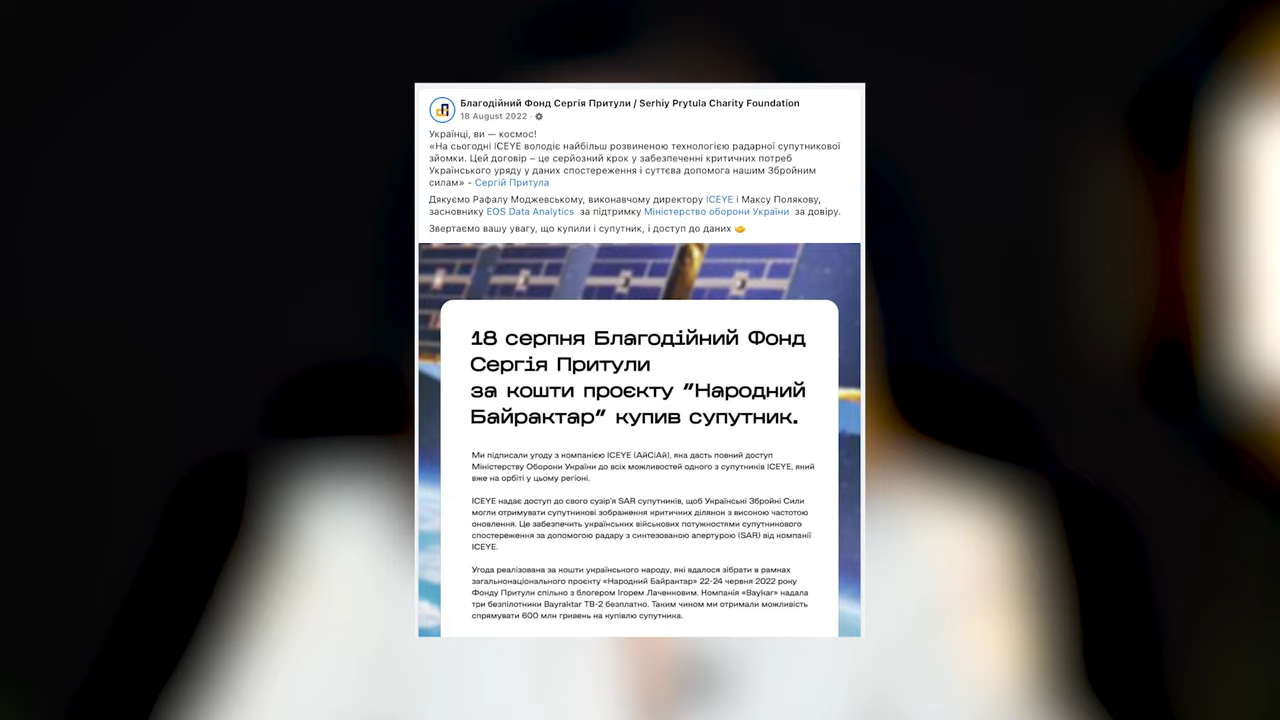 Благодійний Фонд Сергія Притули / Serhiy Prytula Charity Foundation
18 August 2022 ·
Українці, ви — космос!
«На сьогодні ICEYE володіє найбільш розвиненою технологією радарної супутникової
зйомки. Цей договір – це серйозний крок у забезпеченні критичних потреб
Українського уряду у даних спостереження і суттєва допомога нашим Збройним
силам» - Сергій Притула
Дякуємо Рафалу Моджевському, виконавчому директору ICEYE і Максу Полякову,
засновнику EOS Data Analytics за підтримку Міністерство оборони України за довіру.
Звертаємо вашу увагу, що купили і супутник, і доступ до даних
18 серпня Благодійний Фонд
Сергія Притули
за кошти проєкту "Народний
Байрактар" купив супутник.
Ми підписали угоду з компанією ICEYE (АйСіАй), яка дасть повний доступ
Міністерству Оборони України до всіх можливостей одного з супутників ICEYE, який
вже на орбіті у цьому регіоні.
ICEYE надає доступ до свого сузір'я SAR супутників, щоб Українські Збройні Сили
могли отримувати супутникові зображення критичних ділянок з високою частотою
оновлення. Це забезпечить українських військових потужностями супутникового
спостереження за допомогою радару з синтезованою апертурою (SAR) від компанії
ICEYE.
Угода реалізована за кошти українського народу, які вдалося зібрати в рамках
загальнонаціонального проєкту «Народний Байрактар» 22-24 червня 2022 року
Фонду Притули спільно з блогером Ігорем Лаченновим. Компанія «Baykar» надала
три безпілотники Bayraktar TB-2 безплатно. Таким чином ми отримали можливість
спрямувати 600 млн гривень на купівлю супутника.